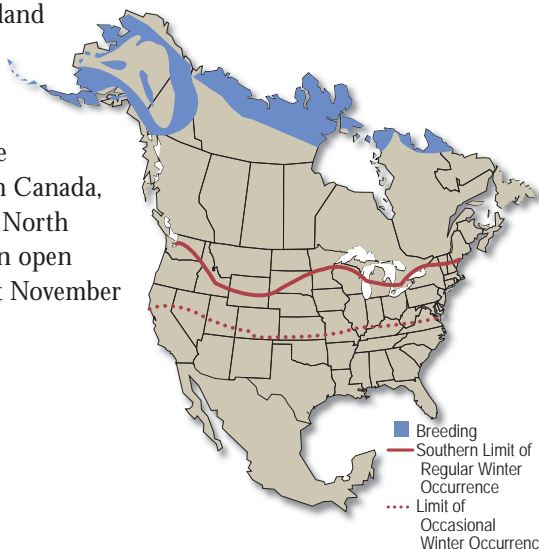 land
e
n Canada,
North
n open
t November
Breeding
Southern Limit of
Regular Winter
Occurrence
Limit of
Occasional
Winter Occurrenc